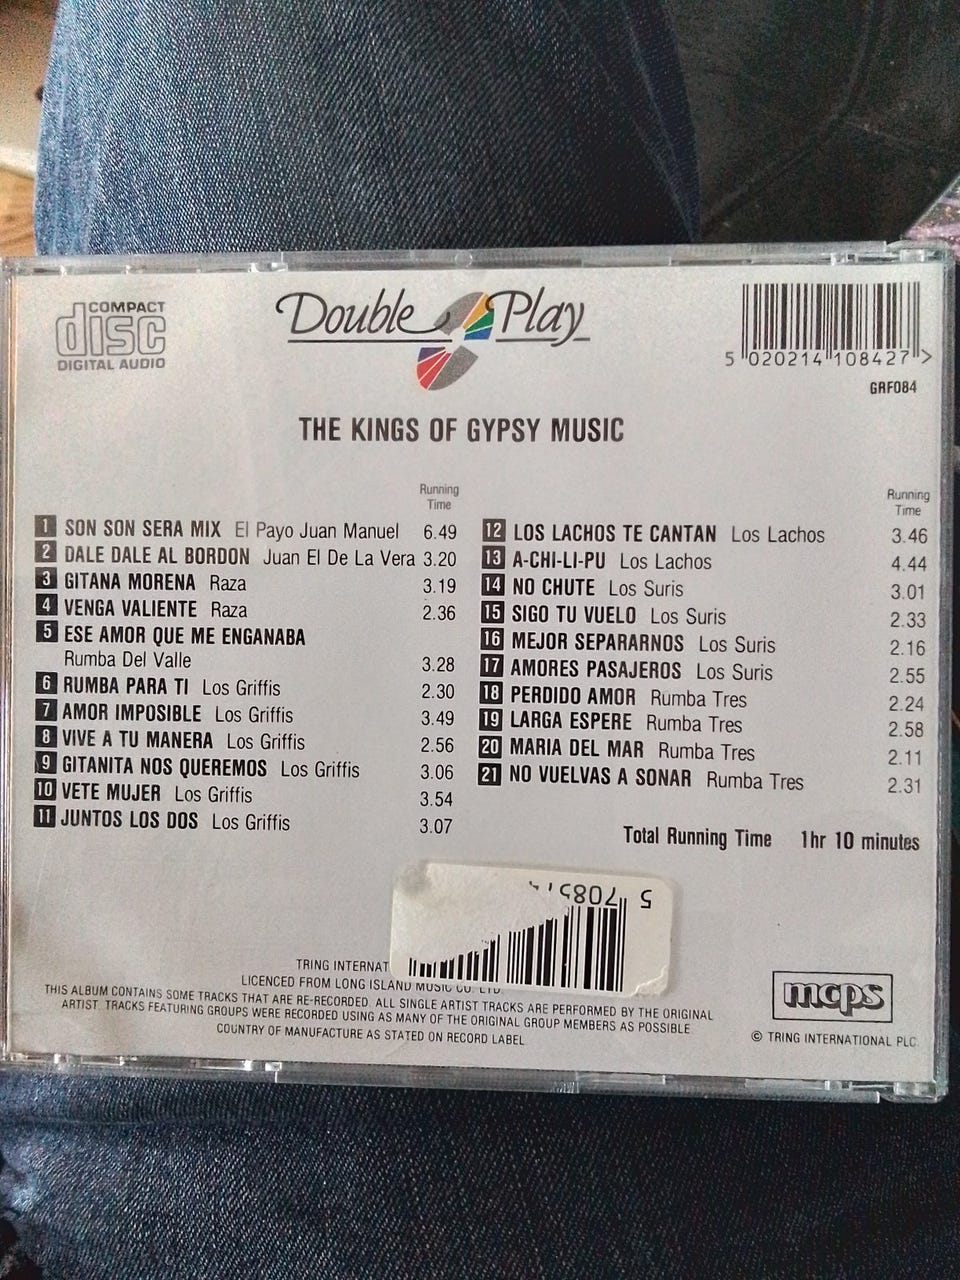 COMPACT
disc
DIGITAL AUDIO
Double Play
5 020214 108427 >
GRF084
THE KINGS OF GYPSY MUSIC
Running
Time
1 SON SON SERA MIX El Payo Juan Manuel 6.49
2 DALE DALE AL BORDON Juan El De La Vera 3.20
3 GITANA MORENA Raza 3.19
4 VENGA VALIENTE Raza 2.36
5 ESE AMOR QUE ME ENGANABA
Rumba Del Valle 3.28
6 RUMBA PARA TI Los Griffis 2.30
7 AMOR IMPOSIBLE Los Griffis 3.49
8 VIVE A TU MANERA Los Griffis 2.56
9 GITANITA NOS QUEREMOS Los Griffis 3.06
10 VETE MUJER Los Griffis 3.54
11 JUNTOS LOS DOS Los Griffis 3.07
Running
Time
12 LOS LACHOS TE CANTAN Los Lachos 3.46
13 A-CHI-LI-PU Los Lachos 4.44
14 NO CHUTE Los Suris 3.01
15 SIGO TU VUELO Los Suris 2.33
16 MEJOR SEPARARNOS Los Suris 2.16
17 AMORES PASAJEROS Los Suris 2.55
18 PERDIDO AMOR Rumba Tres 2.24
19 LARGA ESPERE Rumba Tres 2.58
20 MARIA DEL MAR Rumba Tres 2.11
21 NO VUELVAS A SONAR Rumba Tres 2.31
Total Running Time 1hr 10 minutes
5 7085
TRING INTERNAT
LICENCED FROM LONG ISLAND MUSIC CO. LTD.
THIS ALBUM CONTAINS SOME TRACKS THAT ARE RE-RECORDED. ALL SINGLE ARTIST TRACKS ARE PERFORMED BY THE ORIGINAL
ARTIST. TRACKS FEATURING GROUPS WERE RECORDED USING AS MANY OF THE ORIGINAL GROUP MEMBERS AS POSSIBLE.
COUNTRY OF MANUFACTURE AS STATED ON RECORD LABEL
mcps
© TRING INTERNATIONAL PLC.